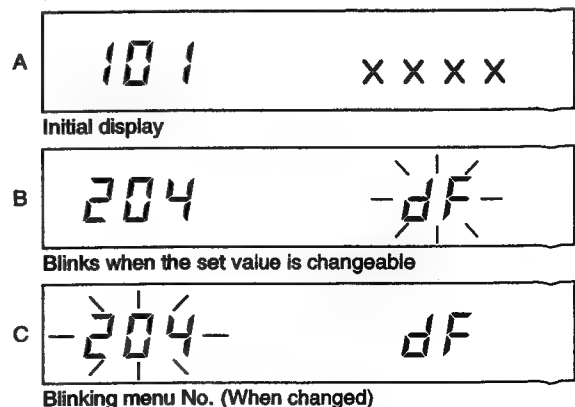 A 101 X X X X
Initial display
B 204 dF
Blinks when the set value is changeable
C 204 dF
Blinking menu No. (When changed)